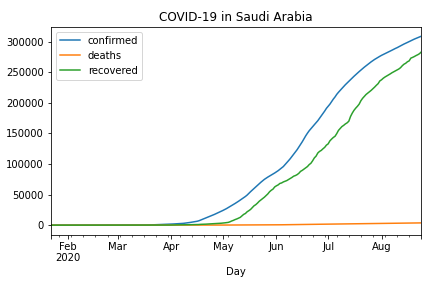 COVID-19 in Saudi Arabia
confirmed
deaths
recovered
300000
250000
200000
150000
100000
50000
0
Feb Mar Apr May Jun Jul Aug
2020
Day